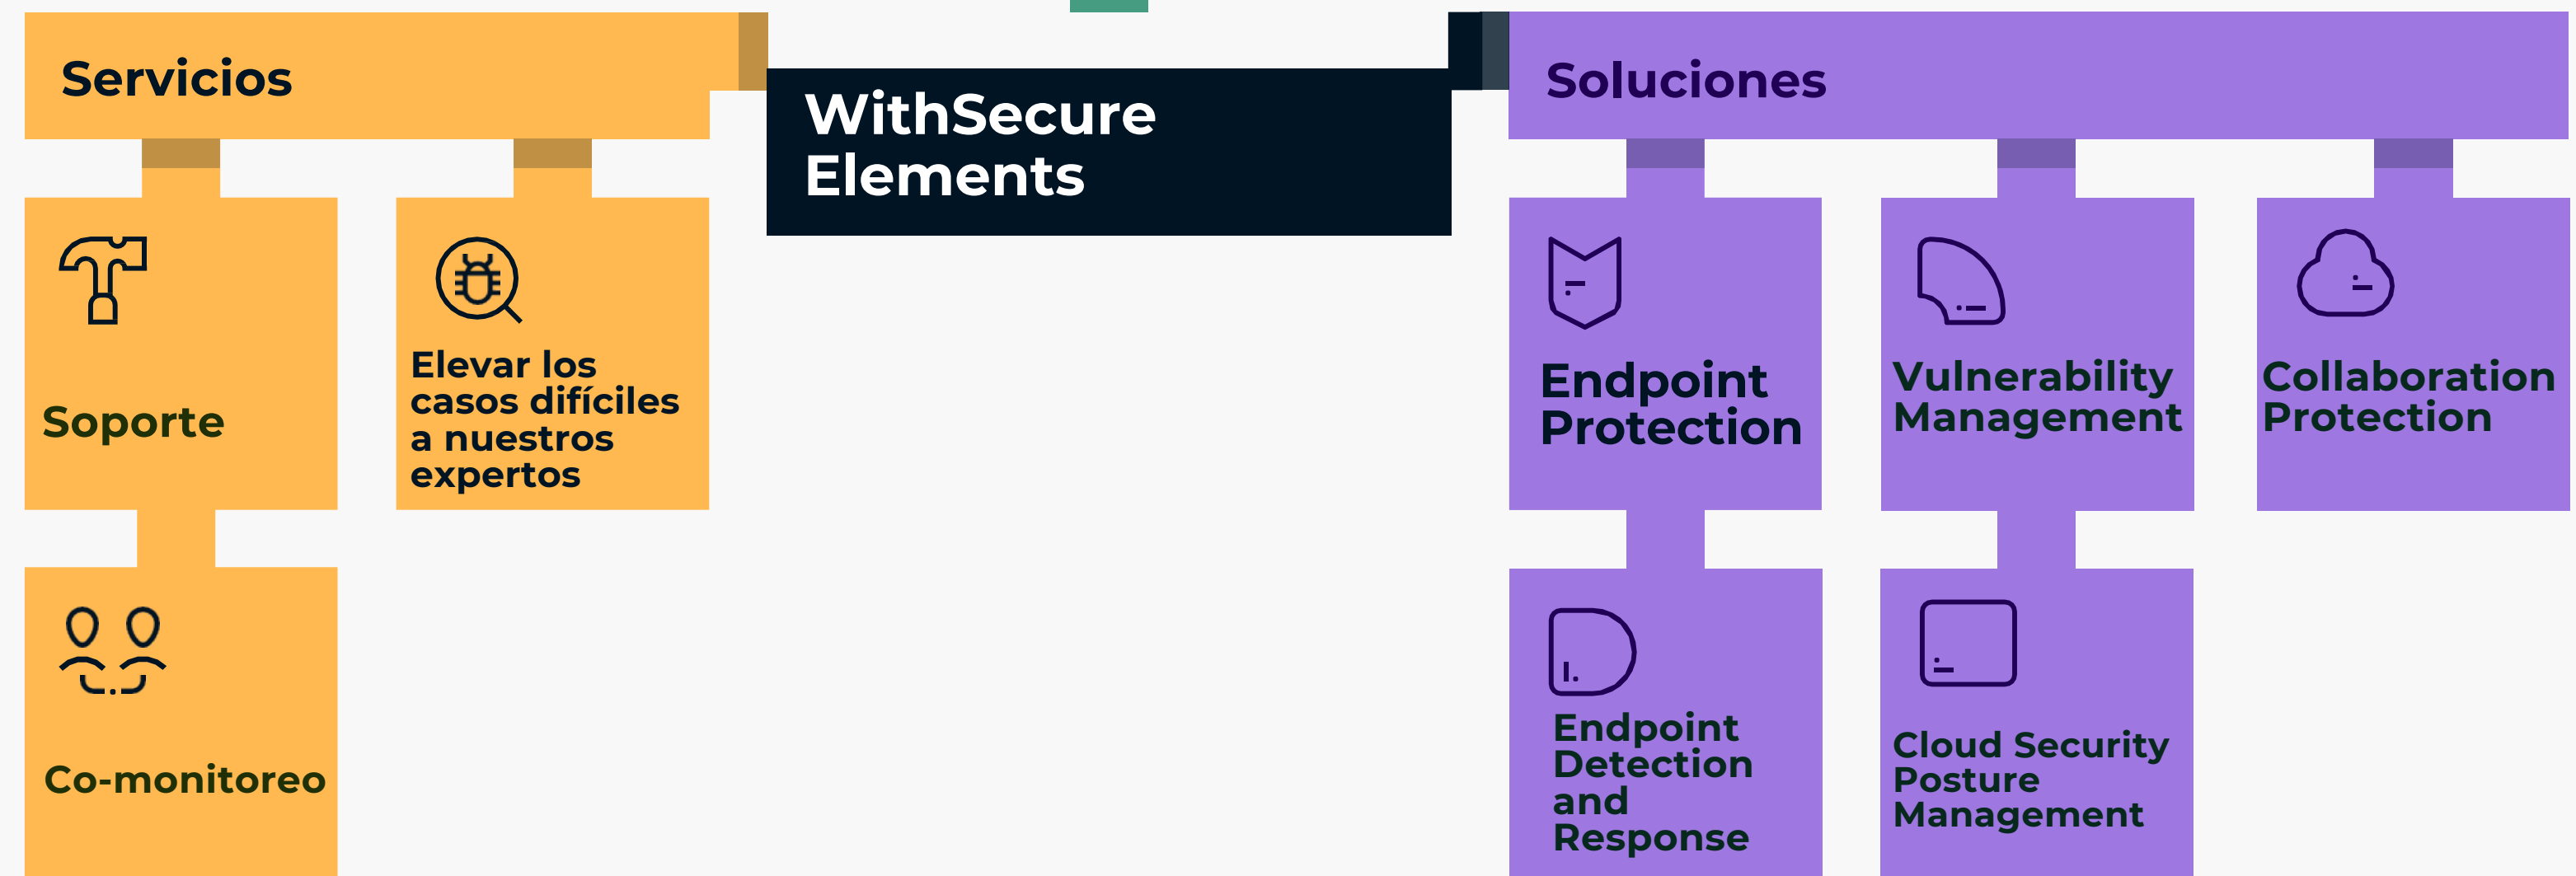 Servicios
WithSecure
Elements
Soluciones
Soporte
Elevar los
casos difíciles
a nuestros
expertos
Co-monitoreo
Endpoint
Protection
Vulnerability
Management
Collaboration
Protection
Endpoint
Detection
and
Response
Cloud Security
Posture
Management